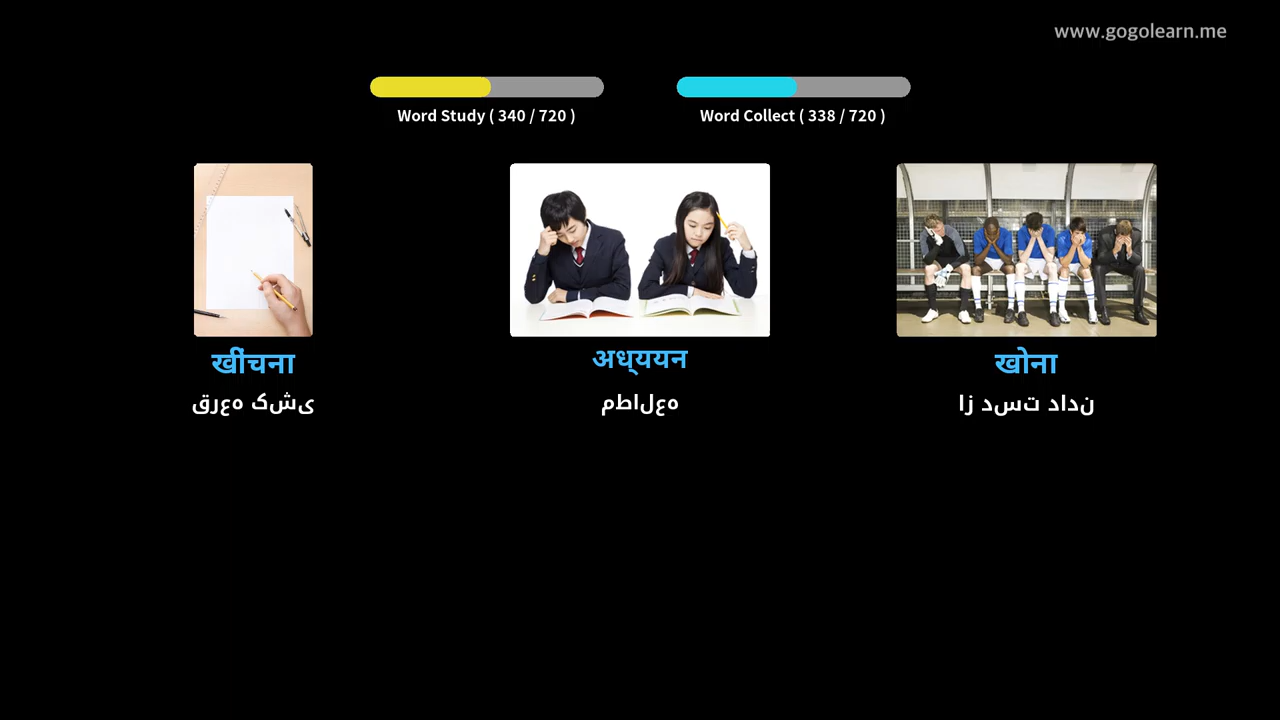 www.gogolearn.me
Word Study ( 340 / 720 )
Word Collect ( 338 / 720 )
खींचना
अध्ययन
खोना
قرعه کشی
مطالعه
از دست دادن